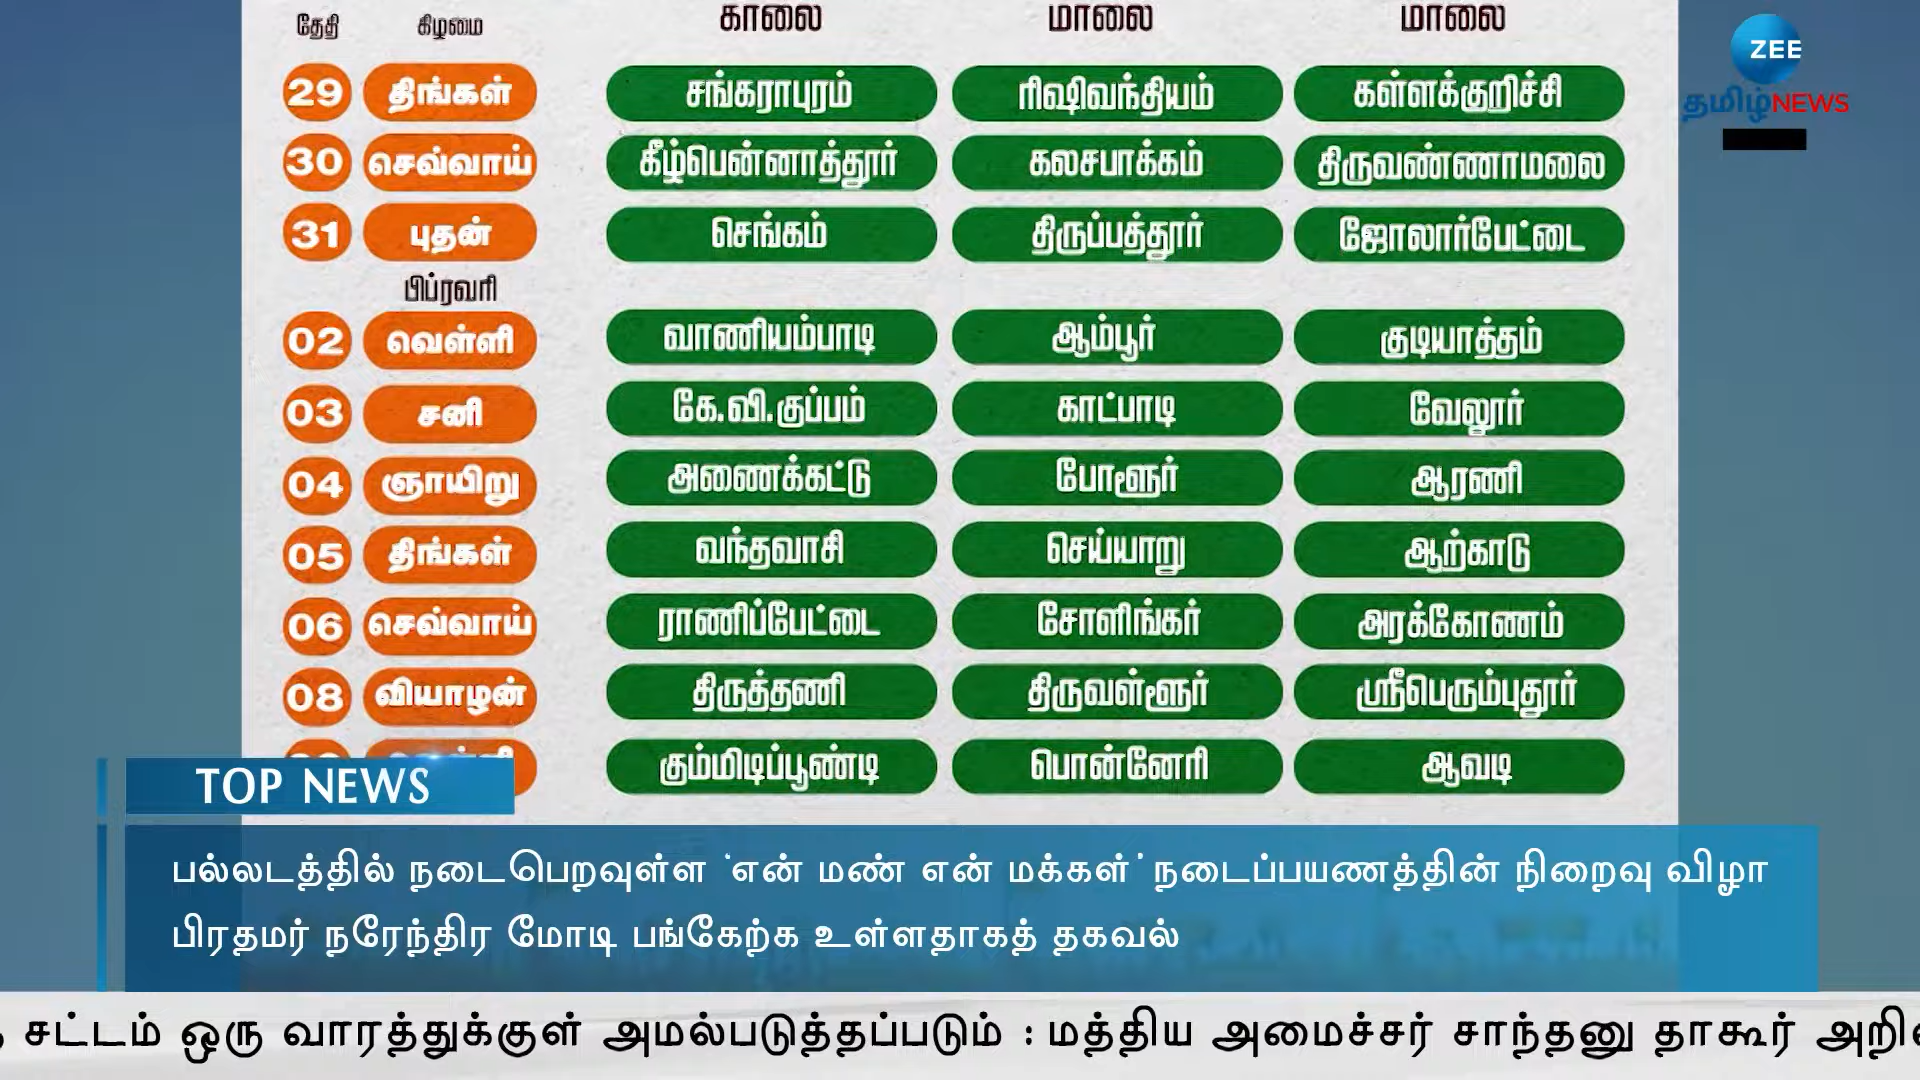 தேதி கிழமை காலை மாலை மாலை
ZEE
தமிழ்NEWS
29 திங்கள் சங்கராபுரம் ரிஷிவந்தியம் கள்ளக்குறிச்சி
30 செவ்வாய் கீழ்பென்னாத்தூர் கலசபாக்கம் திருவண்ணாமலை
31 புதன் செங்கம் திருப்பத்தூர் ஜோலார்பேட்டை
பிப்ரவரி
02 வெள்ளி வாணியம்பாடி ஆம்பூர் குடியாத்தம்
03 சனி கே.வி.குப்பம் காட்பாடி வேலூர்
04 ஞாயிறு அணைக்கட்டு போளூர் ஆரணி
05 திங்கள் வந்தவாசி செய்யாறு ஆற்காடு
06 செவ்வாய் ராணிப்பேட்டை சோளிங்கர் அரக்கோணம்
08 வியாழன் திருத்தணி திருவள்ளூர் ஸ்ரீபெரும்புதூர்
கும்மிடிப்பூண்டி பொன்னேரி ஆவடி
TOP NEWS
பல்லடத்தில் நடைபெறவுள்ள 'என் மண் என் மக்கள்' நடைப்பயணத்தின் நிறைவு விழா
பிரதமர் நரேந்திர மோடி பங்கேற்க உள்ளதாகத் தகவல்
சட்டம் ஒரு வாரத்துக்குள் அமல்படுத்தப்படும் : மத்திய அமைச்சர் சாந்தனு தாகூர்